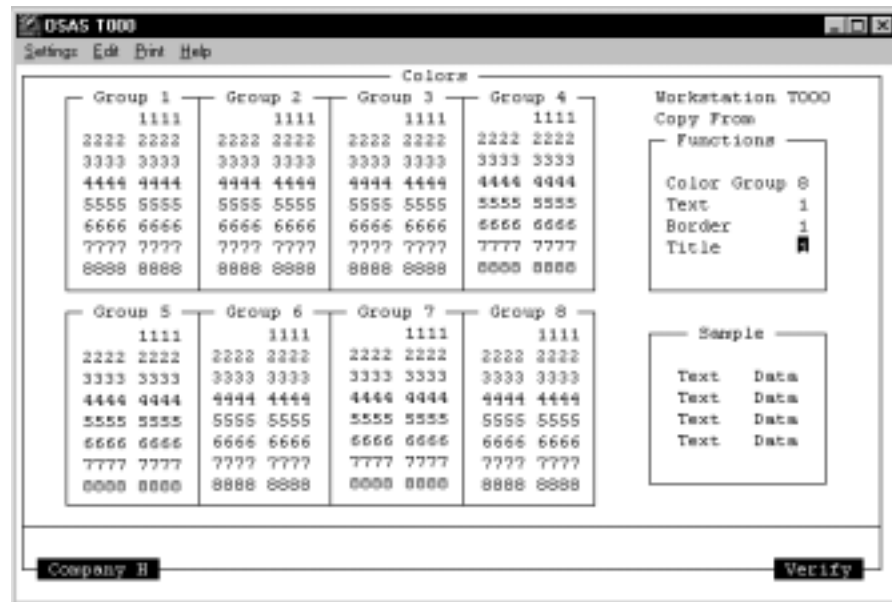 OSAS T000
Settings Edit Print Help
Colors
Group 1 Group 2 Group 3 Group 4
1111 1111 1111 1111
2222 2222 2222 2222 2222 2222 2222 2222
3333 3333 3333 3333 3333 3333 3333 3333
4444 4444 4444 4444 4444 4444 4444 4444
5555 5555 5555 5555 5555 5555 5555 5555
6666 6666 6666 6666 6666 6666 6666 6666
7777 7777 7777 7777 7777 7777 7777 7777
8888 8888 8888 8888 8888 8888 8888 8888
Group 5 Group 6 Group 7 Group 8
1111 1111 1111 1111
2222 2222 2222 2222 2222 2222 2222 2222
3333 3333 3333 3333 3333 3333 3333 3333
4444 4444 4444 4444 4444 4444 4444 4444
5555 5555 5555 5555 5555 5555 5555 5555
6666 6666 6666 6666 6666 6666 6666 6666
7777 7777 7777 7777 7777 7777 7777 7777
8888 8888 8888 8888 8888 8888 8888 8888
Workstation T000
Copy From
Functions
Color Group 8
Text 1
Border 1
Title 1
Sample
Text Data
Text Data
Text Data
Text Data
Company H
Verify